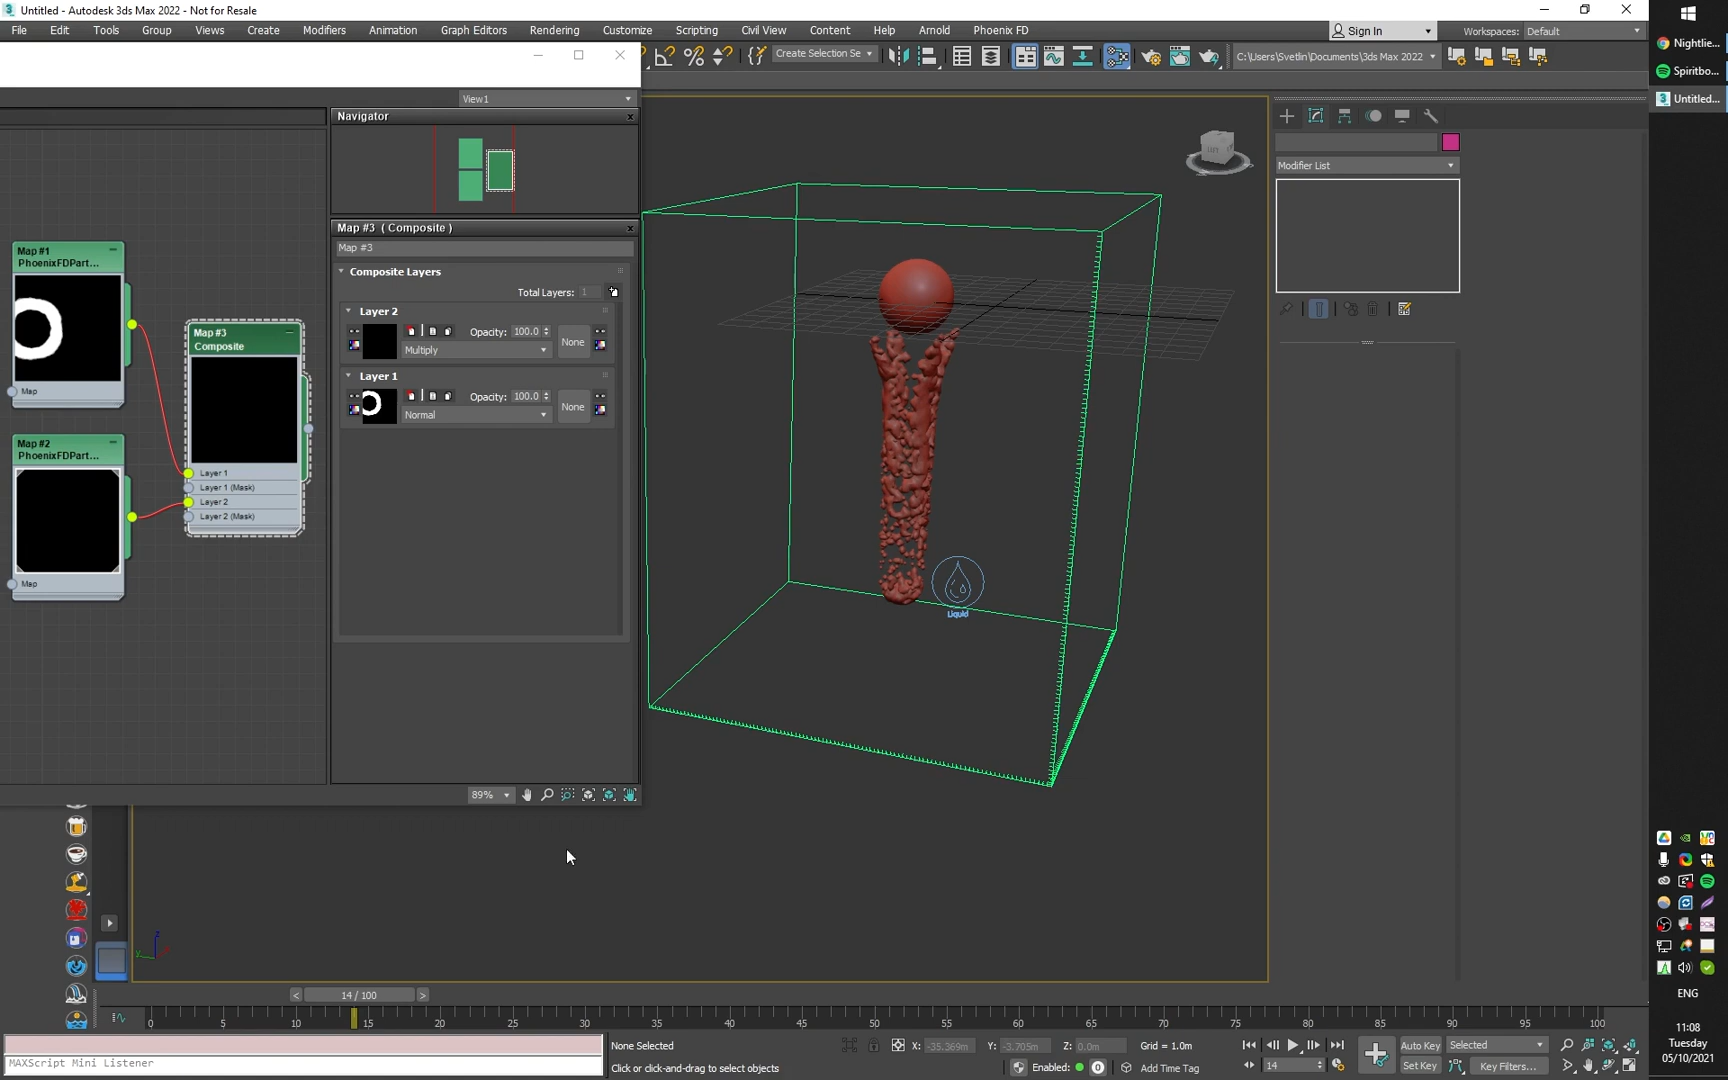 Untitled - Autodesk 3ds Max 2022 - Not for Resale
File Edit Tools Group Views Create Modifiers Animation Graph Editors Rendering Customize Scripting Civil View Content Help Arnold Phoenix FD
Sign In
Workspaces: Default
Create Selection Se
C:\Users\Svetlin\Documents\3ds Max 2022
View1
Navigator
Modifier List
Map #3 ( Composite )
Map #3
Composite Layers
Total Layers: 1
Layer 2
Opacity: 100.0
None
Multiply
Layer 1
Opacity: 100.0
None
Normal
Map #1
PhoenixFDPart...
Map
Map #2
PhoenixFDPart...
Map
Map #3
Composite
Layer 1
Layer 1 (Mask)
Layer 2
Layer 2 (Mask)
Liquid
89%
14 / 100
0 5 10 15 20 25 30 35 40 45 50 55 60 65 70 75 80 85 90 95 100
None Selected
X: -35.369m Y: -3.705m Z: 0.0m Grid = 1.0m
Auto Key Selected
MAXScript Mini Listener
Click or click-and-drag to select objects
Enabled: 0
Add Time Tag
14
Set Key Key Filters...
Nightlie...
Spiritbo...
Untitled...
ENG
11:08
Tuesday
05/10/2021